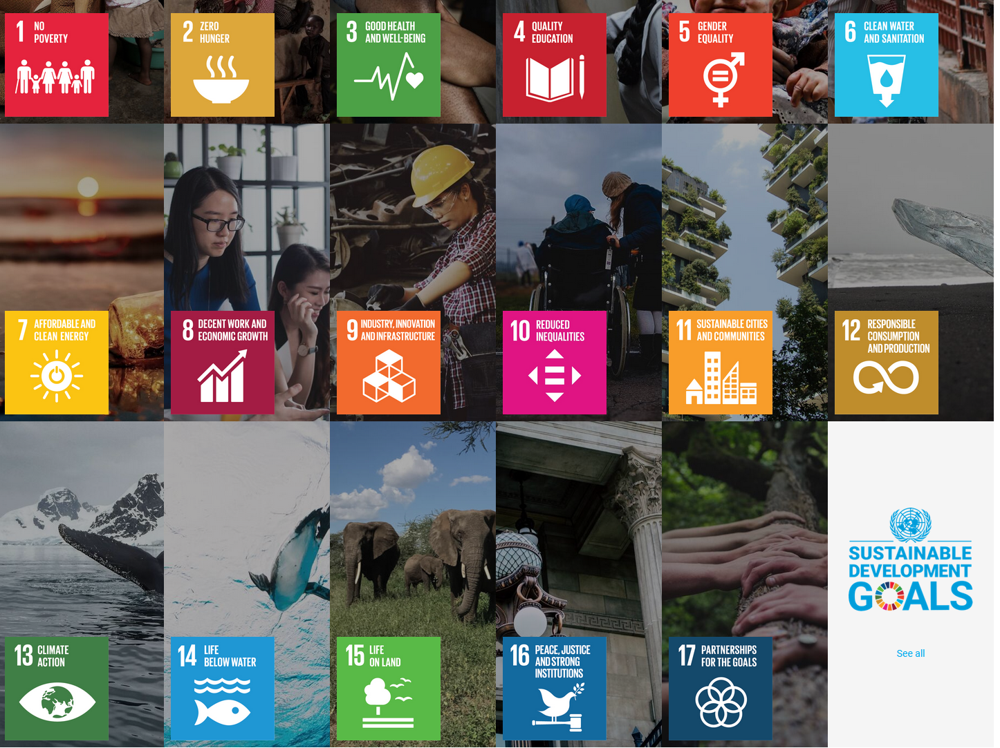 1 NO
POVERTY
2 ZERO
HUNGER
3 GOOD HEALTH
AND WELL-BEING
4 QUALITY
EDUCATION
5 GENDER
EQUALITY
6 CLEAN WATER
AND SANITATION
7 AFFORDABLE AND
CLEAN ENERGY
8 DECENT WORK AND
ECONOMIC GROWTH
9 INDUSTRY, INNOVATION
AND INFRASTRUCTURE
10 REDUCED
INEQUALITIES
11 SUSTAINABLE CITIES
AND COMMUNITIES
12 RESPONSIBLE
CONSUMPTION
AND PRODUCTION
13 CLIMATE
ACTION
14 LIFE
BELOW WATER
15 LIFE
ON LAND
16 PEACE, JUSTICE
AND STRONG
INSTITUTIONS
17 PARTNERSHIPS
FOR THE GOALS
SUSTAINABLE
DEVELOPMENT
GOALS
See all